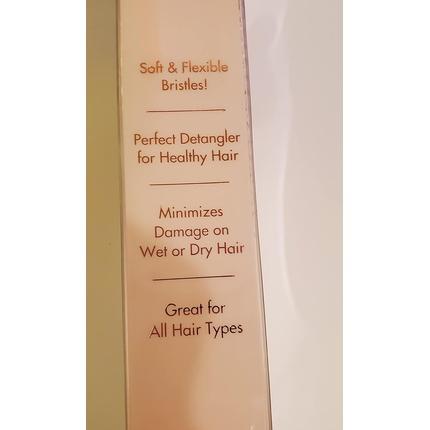 Soft & Flexible
Bristles!
Perfect Detangler
for Healthy Hair
Minimizes
Damage on
Wet or Dry Hair
Great for
All Hair Types